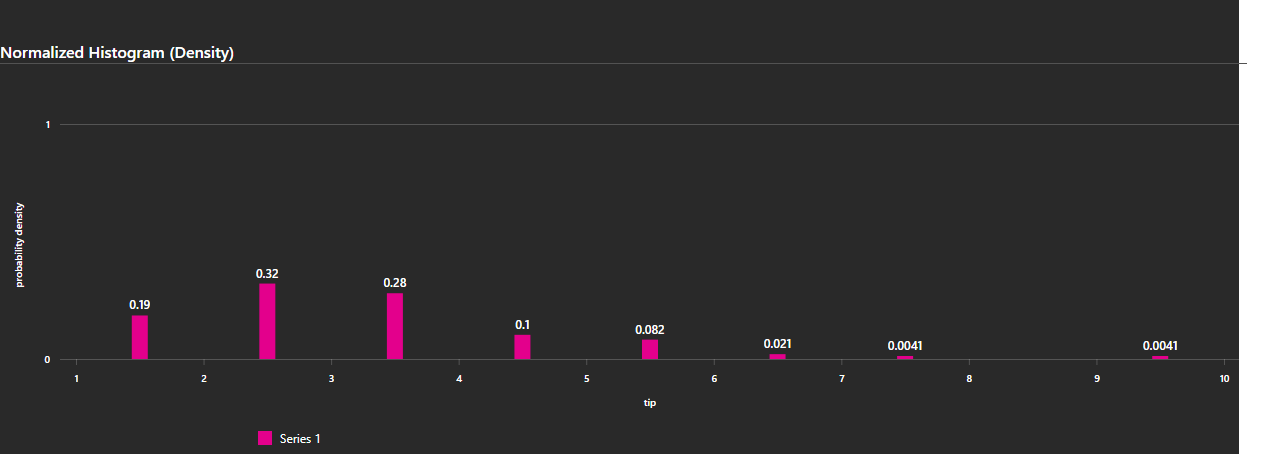 Normalized Histogram (Density)
1
probability density
0.32
0.28
0.19
0.1
0.082
0.021
0.0041
0.0041
0
1 2 3 4 5 6 7 8 9 10
tip
Series 1